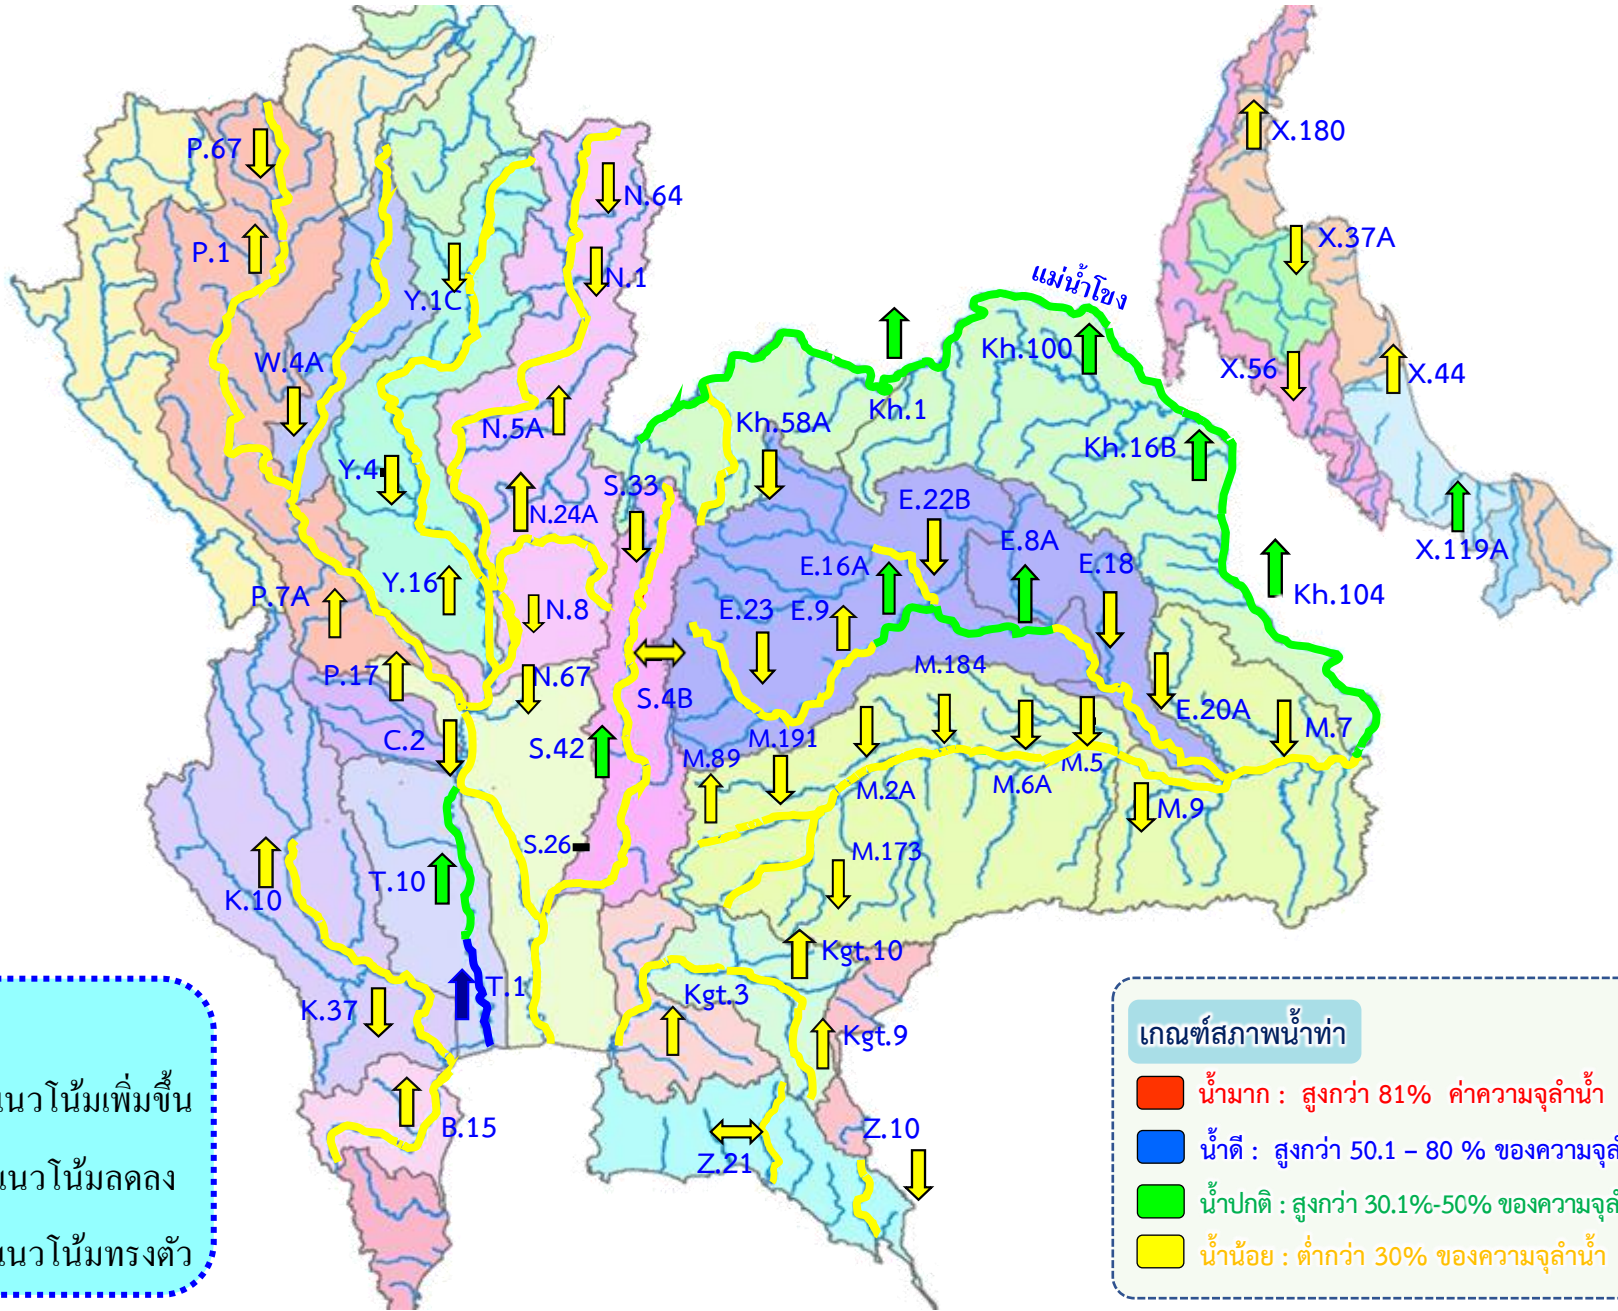 X.180
P.67
N.64
X.37A
P.1
N.1
แม่น้ำโขง
Y.1C
Kh.100
W.4A
X.56
X.44
Kh.1
Kh.58A
N.5A
Kh.16B
Y.4
S.33
E.22B
N.24A
E.8A
X.119A
E.16A
E.18
Y.16
P.7A
Kh.104
N.8
E.23
E.9
M.184
P.17
N.67
S.4B
E.20A
C.2
S.42
M.191
M.7
M.89
M.5
M.2A
M.6A
M.9
S.26
M.173
T.10
K.10
Kgt.10
T.1
Kgt.3
K.37
Kgt.9
B.15
Z.10
Z.21
แนวโน้มเพิ่มขึ้น
แนวโน้มลดลง
แนวโน้มทรงตัว
เกณฑ์สภาพน้ำท่า
น้ำมาก : สูงกว่า 81% ค่าความจุลำน้ำ
น้ำดี : สูงกว่า 50.1 – 80 % ของความจุลำ
น้ำปกติ : สูงกว่า 30.1%-50% ของความจุลำ
น้ำน้อย : ต่ำกว่า 30% ของความจุลำน้ำ